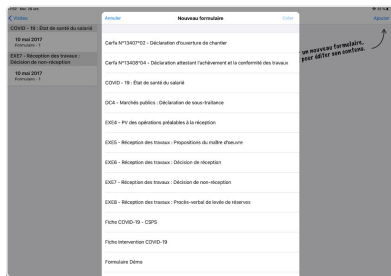 Visites
Ajouter
COVID – 19 : État de santé du salarié
10 mai 2017
Formulaire - 1
EXE7 - Réception des travaux :
Décision de non-réception
10 mai 2017
Formulaire - 1
Annuler Nouveau formulaire Créer
Cerfa N°13407*02 - Déclaration d'ouverture de chantier
Cerfa N°13408*04 – Déclaration attestant l'achèvement et la conformité des travaux
COVID - 19 : État de santé du salarié
DC4 - Marchés publics : Déclaration de sous-traitance
EXE4 - PV des opérations préalables à la réception
EXE5 - Réception des travaux : Propositions du maître d'oeuvre
EXE6 - Réception des travaux : Décision de réception
EXE7 - Réception des travaux : Décision de non-réception
EXE8 - Réception des travaux : Procès-verbal de levée de réserves
Fiche COVID-19 - CSPS
Fiche intervention COVID-19
Formulaire Démo
un nouveau formulaire,
pour éditer son contenu.